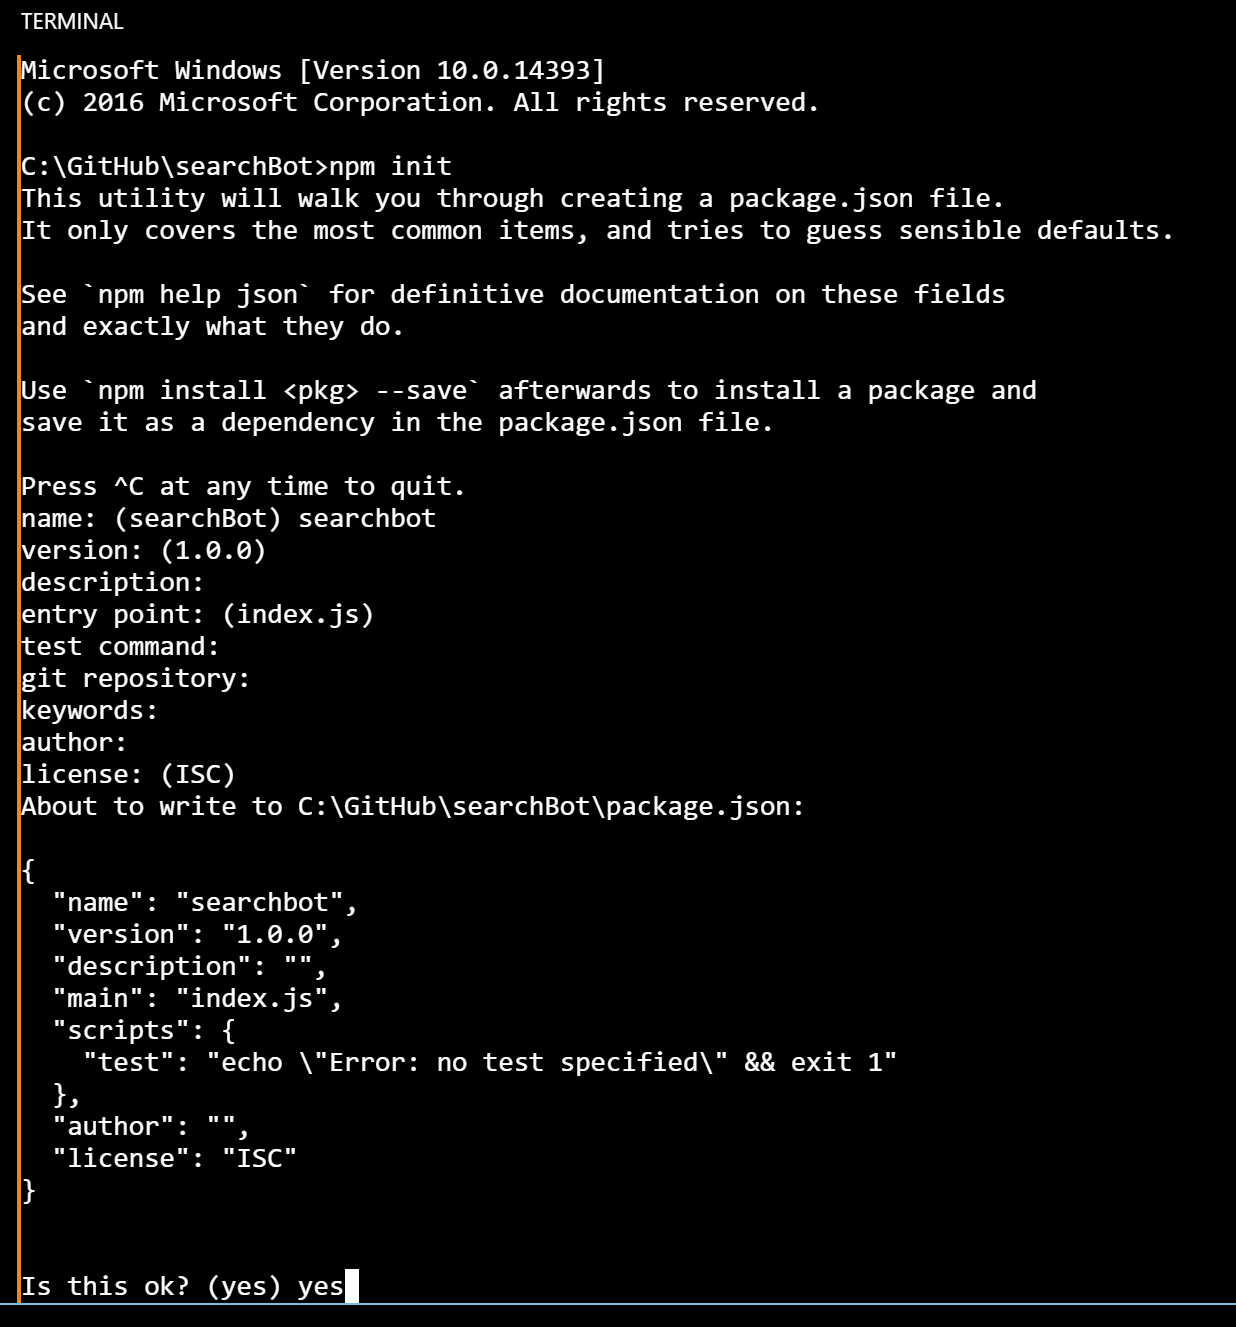 TERMINAL
Microsoft Windows [Version 10.0.14393]
(c) 2016 Microsoft Corporation. All rights reserved.
C:\GitHub\searchBot>npm init
This utility will walk you through creating a package.json file.
It only covers the most common items, and tries to guess sensible defaults.
See `npm help json` for definitive documentation on these fields
and exactly what they do.
Use `npm install <pkg> --save` afterwards to install a package and
save it as a dependency in the package.json file.
Press ^C at any time to quit.
name: (searchBot) searchbot
version: (1.0.0)
description:
entry point: (index.js)
test command:
git repository:
keywords:
author:
license: (ISC)
About to write to C:\GitHub\searchBot\package.json:
{
  "name": "searchbot",
  "version": "1.0.0",
  "description": "",
  "main": "index.js",
  "scripts": {
    "test": "echo \"Error: no test specified\" && exit 1"
  },
  "author": "",
  "license": "ISC"
}
Is this ok? (yes) yes